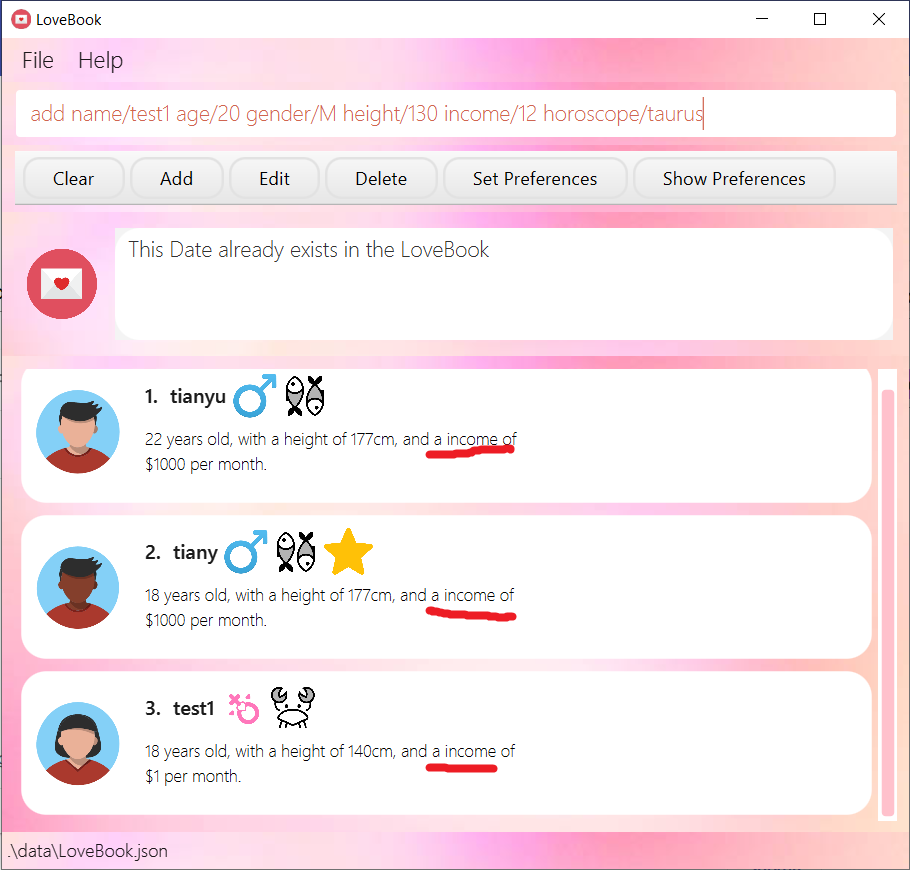 LoveBook
File Help
add name/test1 age/20 gender/M height/130 income/12 horoscope/taurus
Clear Add Edit Delete Set Preferences Show Preferences
This Date already exists in the LoveBook
1. tianyu
22 years old, with a height of 177cm, and a income of
$1000 per month.
2. tiany
18 years old, with a height of 177cm, and a income of
$1000 per month.
3. test1
18 years old, with a height of 140cm, and a income of
$1 per month.
.\data\LoveBook.json